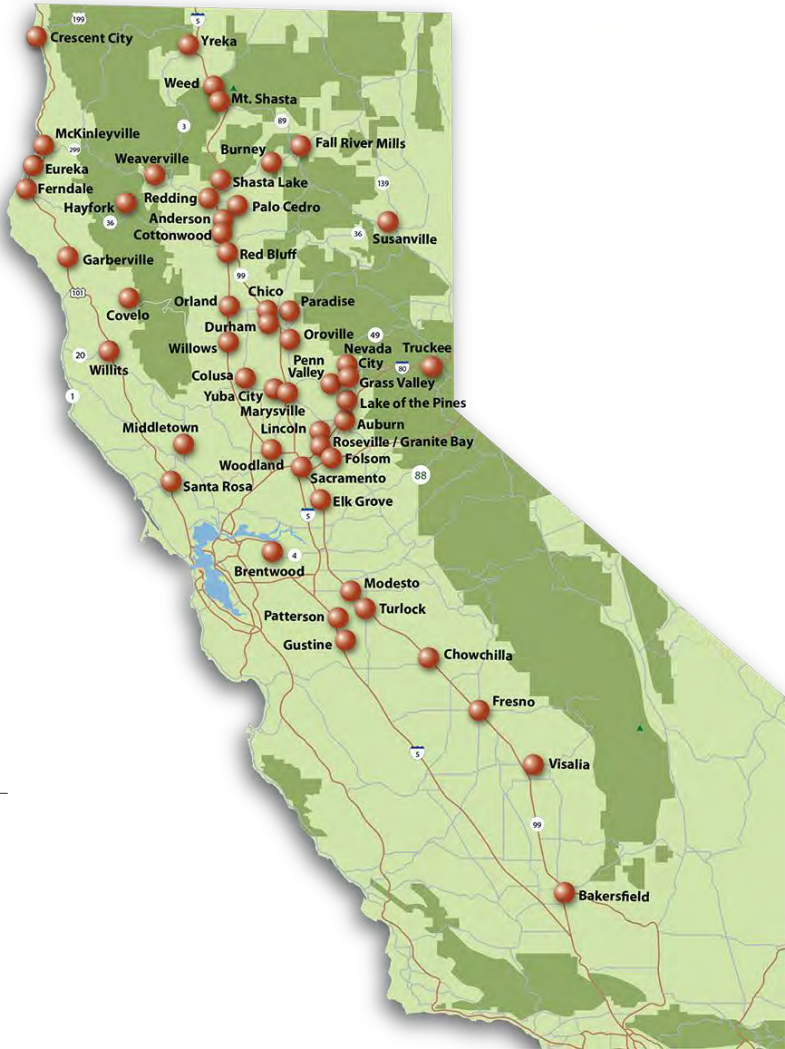 199
5
Crescent City
Yreka
Weed
Mt. Shasta
89
3
McKinleyville
299
Burney
Fall River Mills
Weaverville
Eureka
Shasta Lake
139
Ferndale
Redding
Hayfork
Palo Cedro
Anderson
36
Cottonwood
36
Susanville
Red Bluff
Garberville
99
101
Chico
Orland
Paradise
Covelo
Durham
Oroville
49
Willows
Nevada
City
Truckee
20
Penn
Valley
80
Willits
Colusa
Grass Valley
Yuba City
1
Lake of the Pines
Marysville
Auburn
Middletown
Lincoln
Roseville / Granite Bay
Woodland
Folsom
Sacramento
88
Santa Rosa
Elk Grove
5
4
Brentwood
Modesto
Turlock
Patterson
Gustine
Chowchilla
Fresno
5
Visalia
99
Bakersfield